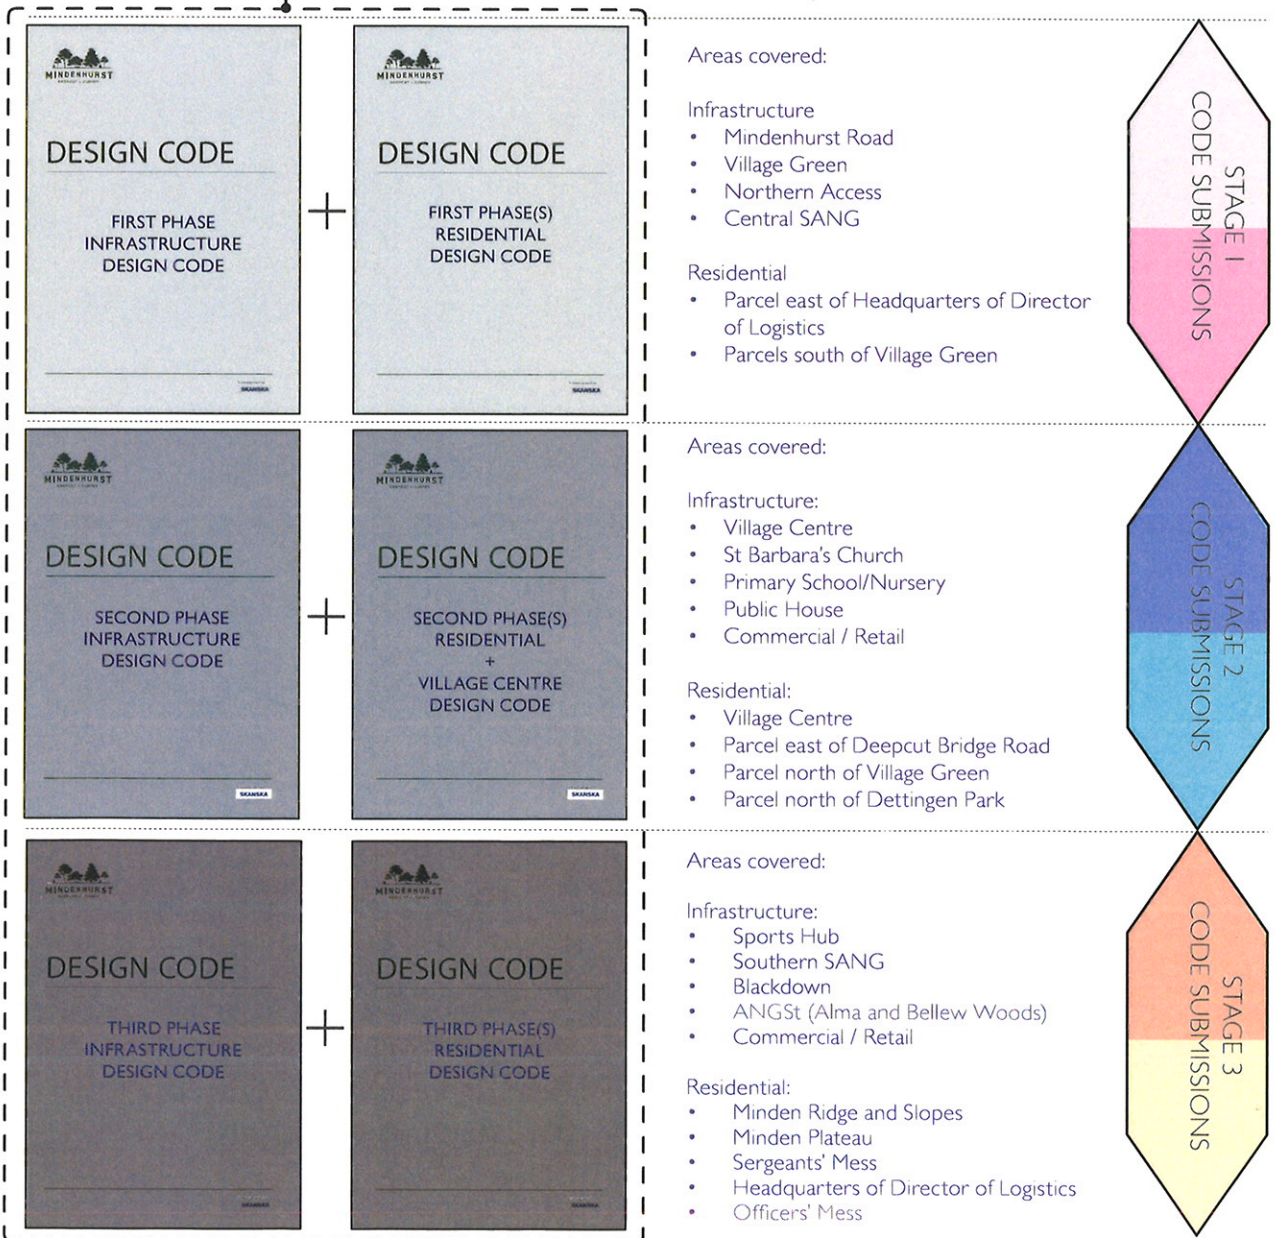 MINDENHURST
DESIGN CODE
FIRST PHASE
INFRASTRUCTURE
DESIGN CODE
SKANSKA
+
MINDENHURST
DESIGN CODE
FIRST PHASE(S)
RESIDENTIAL
DESIGN CODE
SKANSKA
Areas covered:
Infrastructure
• Mindenhurst Road
• Village Green
• Northern Access
• Central SANG
Residential
• Parcel east of Headquarters of Director
of Logistics
• Parcels south of Village Green
STAGE 1
CODE SUBMISSIONS
MINDENHURST
DESIGN CODE
SECOND PHASE
INFRASTRUCTURE
DESIGN CODE
SKANSKA
+
MINDENHURST
DESIGN CODE
SECOND PHASE(S)
RESIDENTIAL
+
VILLAGE CENTRE
DESIGN CODE
SKANSKA
Areas covered:
Infrastructure:
• Village Centre
• St Barbara's Church
• Primary School/Nursery
• Public House
• Commercial / Retail
Residential:
• Village Centre
• Parcel east of Deepcut Bridge Road
• Parcel north of Village Green
• Parcel north of Dettingen Park
STAGE 2
CODE SUBMISSIONS
MINDENHURST
DESIGN CODE
THIRD PHASE
INFRASTRUCTURE
DESIGN CODE
SKANSKA
+
MINDENHURST
DESIGN CODE
THIRD PHASE(S)
RESIDENTIAL
DESIGN CODE
SKANSKA
Areas covered:
Infrastructure:
• Sports Hub
• Southern SANG
• Blackdown
• ANGSt (Alma and Bellew Woods)
• Commercial / Retail
Residential:
• Minden Ridge and Slopes
• Minden Plateau
• Sergeants' Mess
• Headquarters of Director of Logistics
• Officers' Mess
STAGE 3
CODE SUBMISSIONS